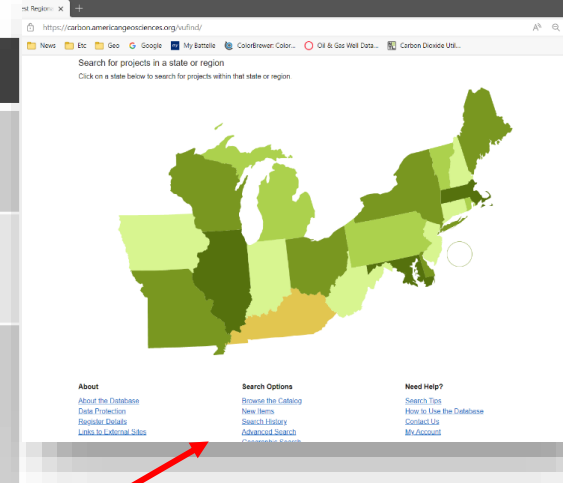 est Region
https://carbon.americangeosciences.org/vufind/
News Etc Geo Google My Battelle ColorBrewer: Color... Oil & Gas Well Data... Carbon Dioxide Util...
Search for projects in a state or region
Click on a state below to search for projects within that state or region.
About Search Options Need Help?
About the Database Browse the Catalog Search Tips
Data Protection New Items How to Use the Database
Register Details Search History Contact Us
Links to External Sites Advanced Search My Account
Geographic Search